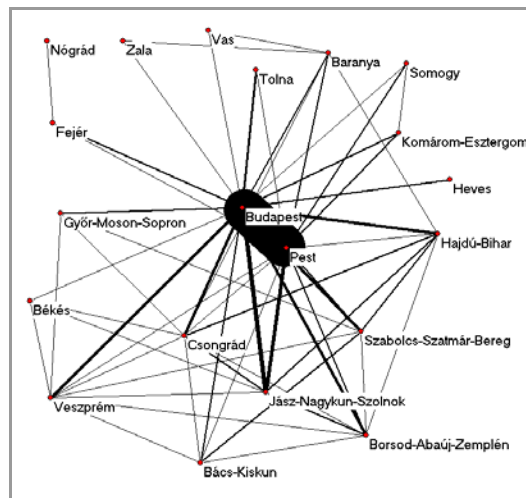 Vas
Nógrád
Zala
Baranya
Tolna
Somogy
Fejér
Komárom-Esztergom
Heves
Budapest
Győr-Moson-Sopron
Pest
Hajdú-Bihar
Békés
Csongrád
Szabolcs-Szatmár-Bereg
Veszprém
Jász-Nagykun-Szolnok
Borsod-Abaúj-Zemplén
Bács-Kiskun